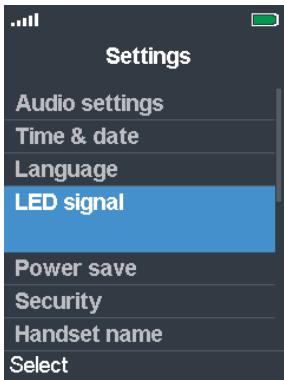 Settings
Audio settings
Time & date
Language
LED signal
Power save
Security
Handset name
Select